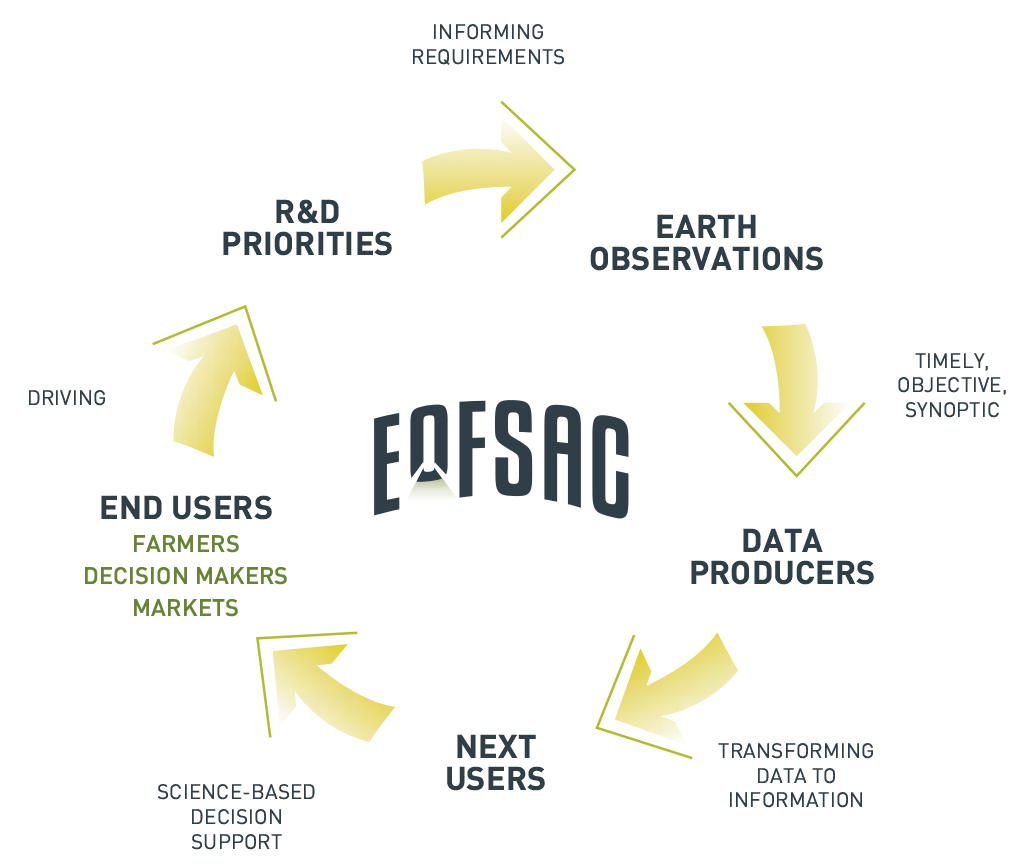 INFORMING
REQUIREMENTS
R&D
PRIORITIES
EARTH
OBSERVATIONS
TIMELY,
OBJECTIVE,
SYNOPTIC
DRIVING
EOFSAC
END USERS
FARMERS
DECISION MAKERS
MARKETS
DATA
PRODUCERS
NEXT
USERS
TRANSFORMING
DATA TO
INFORMATION
SCIENCE-BASED
DECISION
SUPPORT